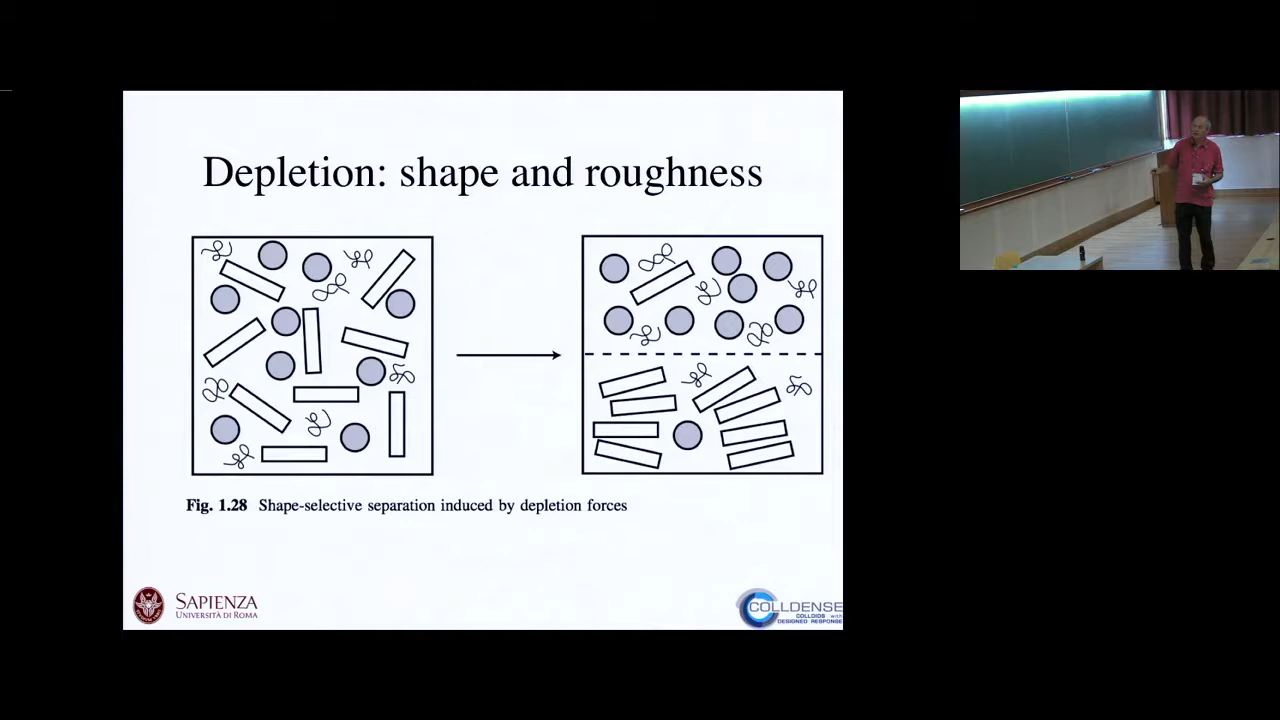 Depletion: shape and roughness
Fig. 1.28 Shape-selective separation induced by depletion forces
SAPIENZA
UNIVERSITÀ DI ROMA
COLLDENSE
COLLOIDS with
DESIGNED RESPONSE